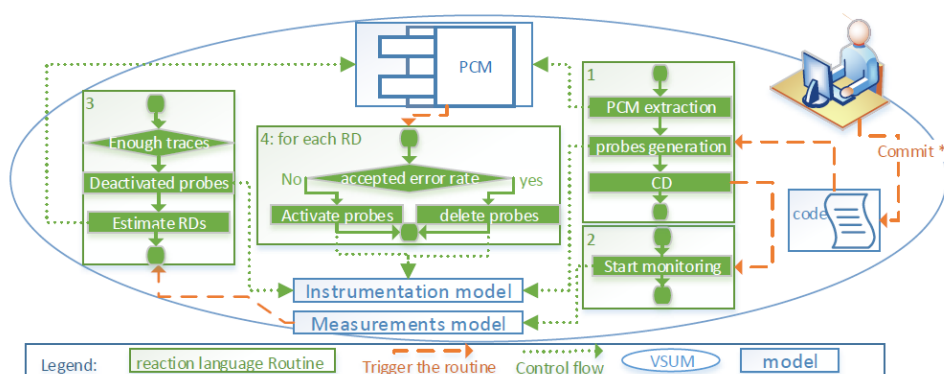 PCM
1
PCM extraction
probes generation
CD
Commit *
code
2
Start monitoring
3
Enough traces
Deactivated probes
Estimate RDs
4: for each RD
No
accepted error rate
yes
Activate probes
delete probes
Instrumentation model
Measurements model
Legend:
reaction language Routine
Trigger the routine
Control flow
VSUM
model